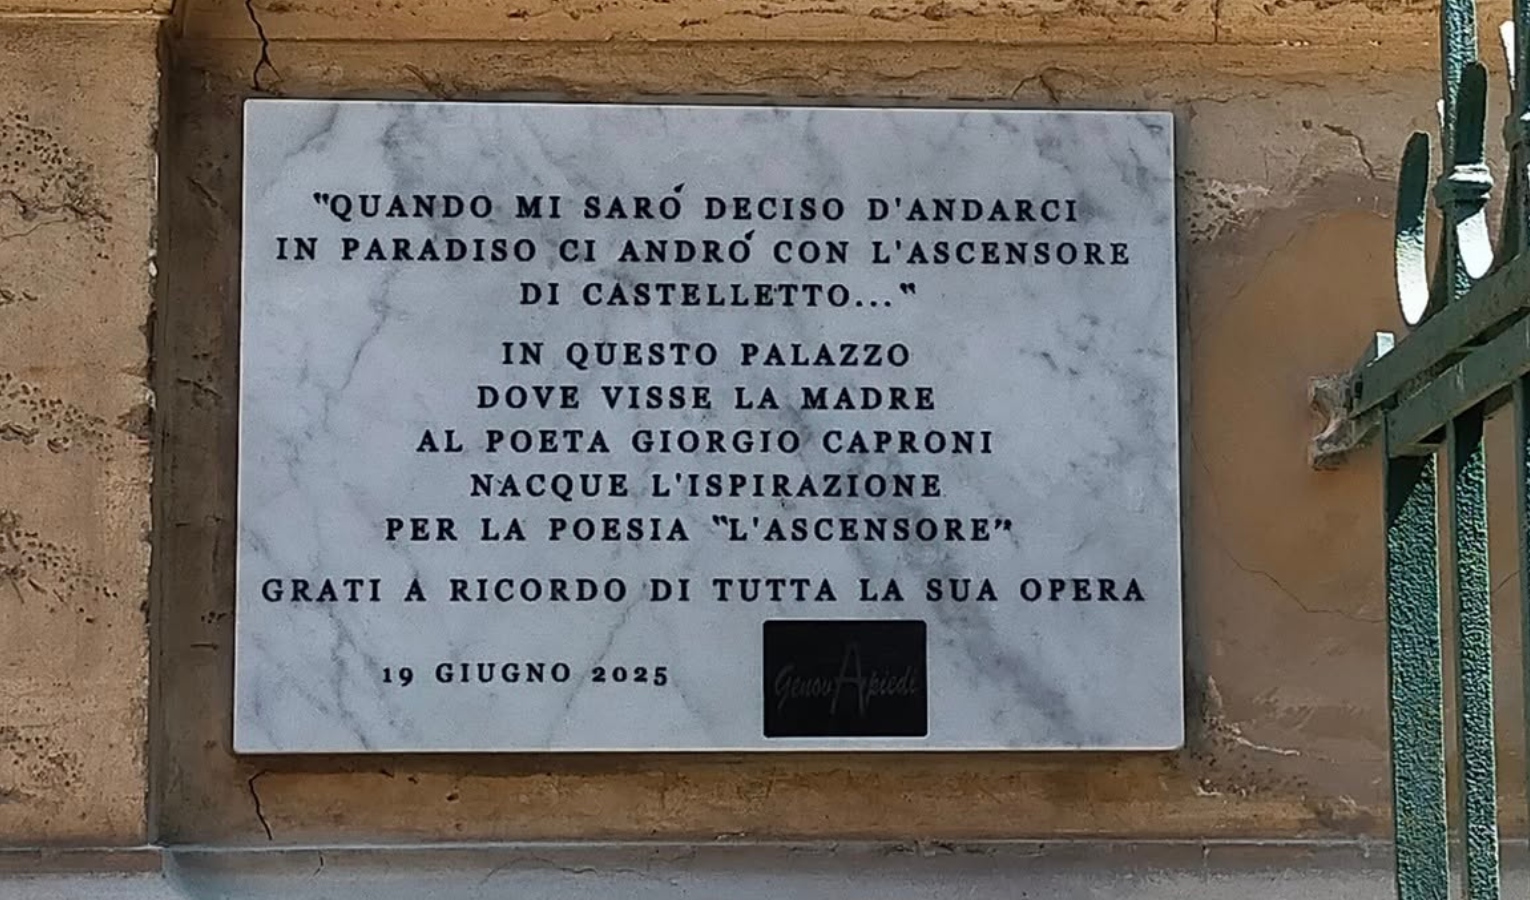 "QUANDO MI SARÓ DECISO D'ANDARCI
IN PARADISO CI ANDRÓ CON L'ASCENSORE
DI CASTELLETTO..."
IN QUESTO PALAZZO
DOVE VISSE LA MADRE
AL POETA GIORGIO CAPRONI
NACQUE L'ISPIRAZIONE
PER LA POESIA "L'ASCENSORE"
GRATI A RICORDO DI TUTTA LA SUA OPERA
19 GIUGNO 2025
GenovApiedi